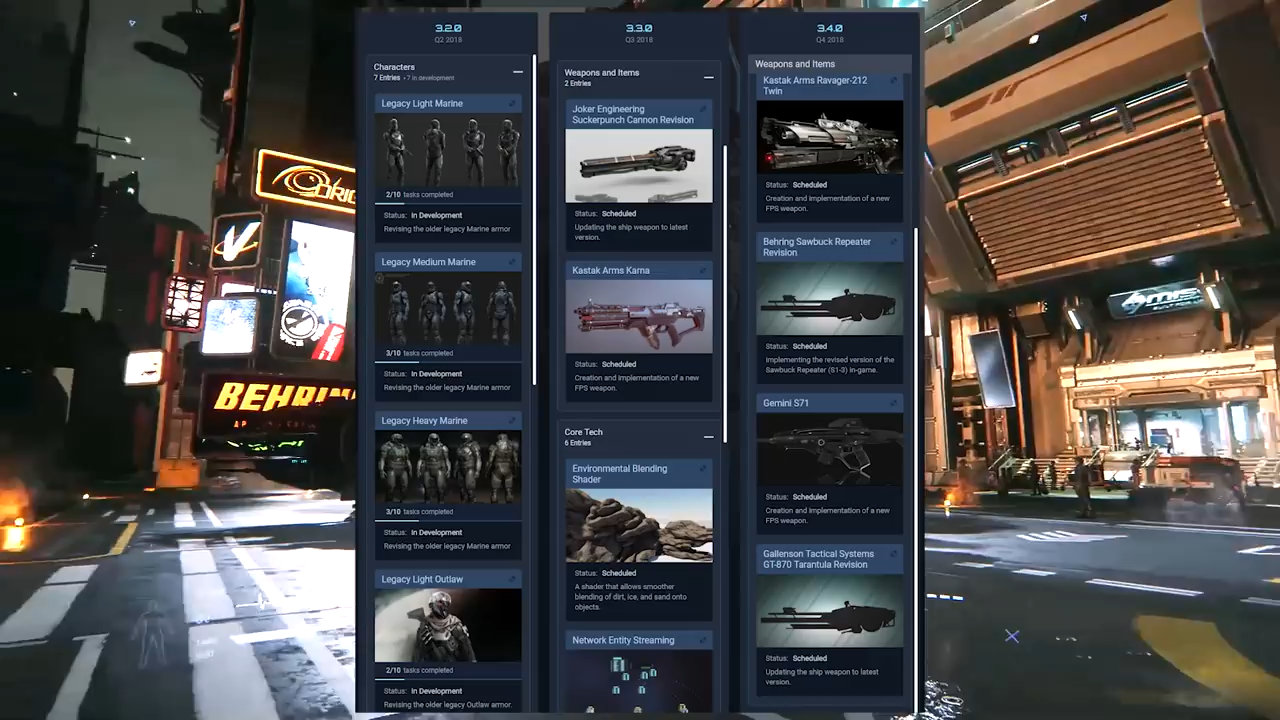 3.2.0
Q2 2018
Characters
7 Entries • 7 in development
Legacy Light Marine
2/10 tasks completed
Status: In Development
Revising the older legacy Marine armor
Legacy Medium Marine
3/10 tasks completed
Status: In Development
Revising the older legacy Marine armor
Legacy Heavy Marine
3/10 tasks completed
Status: In Development
Revising the older legacy Marine armor
Legacy Light Outlaw
2/10 tasks completed
Status: In Development
Revising the older legacy Outlaw armor.
3.3.0
Q3 2018
Weapons and Items
2 Entries
Joker Engineering
Suckerpunch Cannon Revision
Status: Scheduled
Updating the ship weapon to latest
version.
Kastak Arms Karna
Status: Scheduled
Creation and implementation of a new
FPS weapon.
Core Tech
6 Entries
Environmental Blending
Shader
Status: Scheduled
A shader that allows smoother
blending of dirt, ice, and sand onto
objects.
Network Entity Streaming
3.4.0
Q4 2018
Weapons and Items
Kastak Arms Ravager-212
Twin
Status: Scheduled
Creation and implementation of a new
FPS weapon.
Behring Sawbuck Repeater
Revision
Status: Scheduled
Implementing the revised version of the
Sawbuck Repeater (S1-3) in-game.
Gemini S71
Status: Scheduled
Creation and implementation of a new
FPS weapon.
Gallenson Tactical Systems
GT-870 Tarantula Revision
Status: Scheduled
Updating the ship weapon to latest
version.
ORIG
BEHRIN